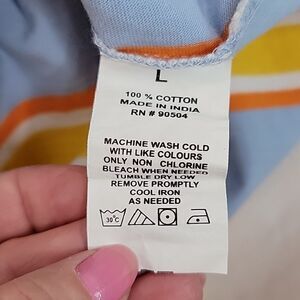 L
100 % COTTON
MADE IN INDIA
RN # 90504
MACHINE WASH COLD
WITH LIKE COLOURS
ONLY NON CHLORINE
BLEACH WHEN NEEDED
TUMBLE DRY LOW
REMOVE PROMPTLY
COOL IRON
AS NEEDED
30°C